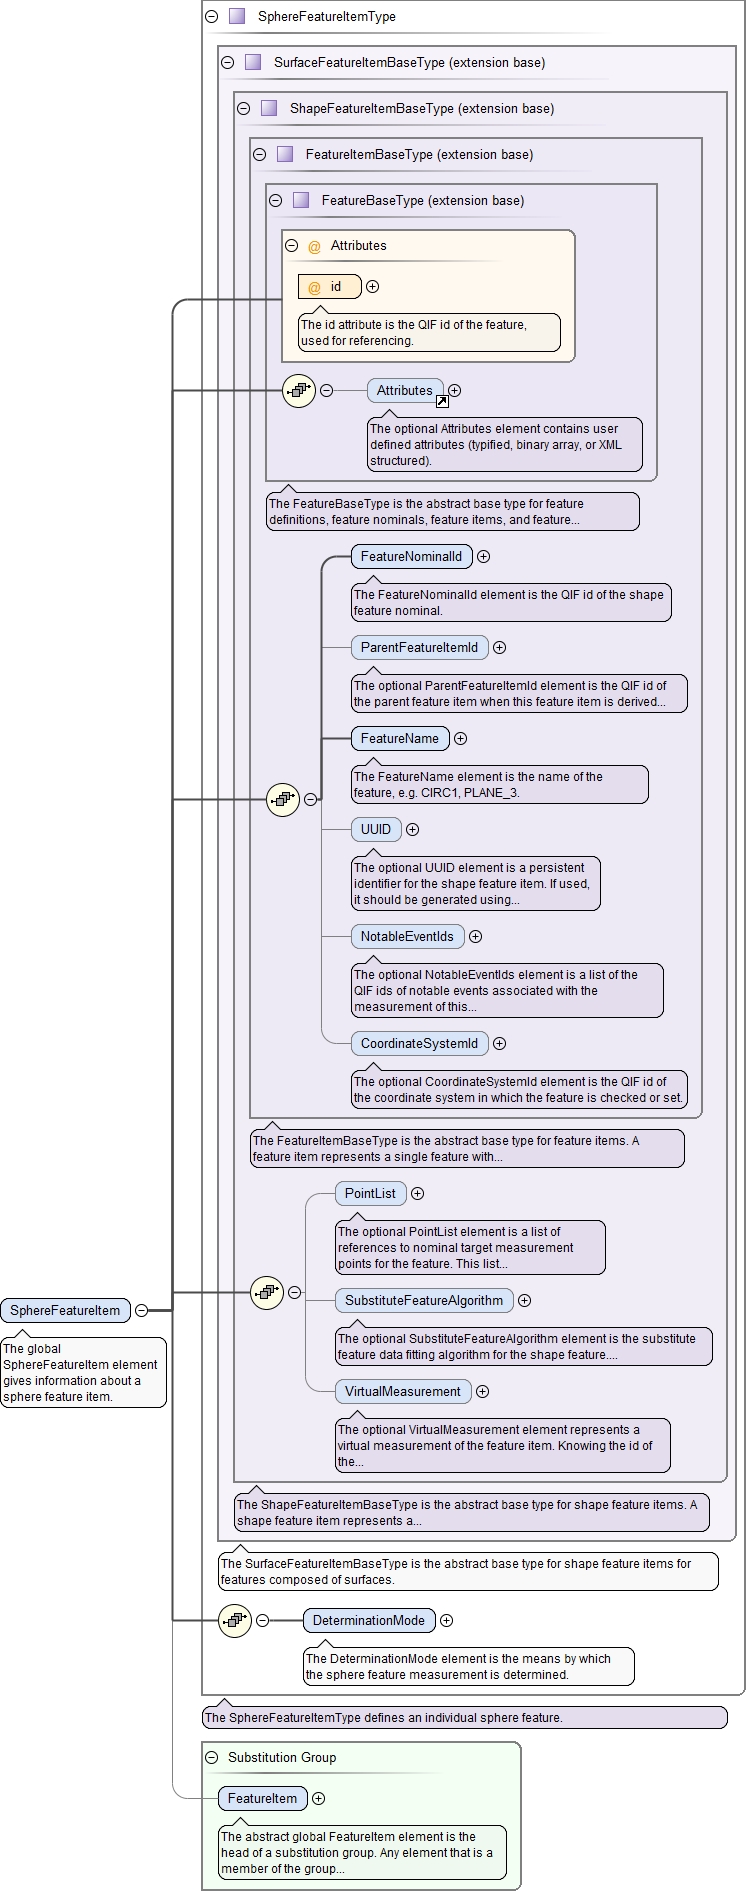 SphereFeatureItemType
SurfaceFeatureItemBaseType (extension base)
ShapeFeatureItemBaseType (extension base)
FeatureItemBaseType (extension base)
FeatureBaseType (extension base)
@ Attributes
@ id
The id attribute is the QIF id of the feature,
used for referencing.
Attributes
The optional Attributes element contains user
defined attributes (typified, binary array, or XML
structured).
The FeatureBaseType is the abstract base type for feature
definitions, feature nominals, feature items, and feature...
FeatureNominalId
The FeatureNominalId element is the QIF id of the shape
feature nominal.
ParentFeatureItemId
The optional ParentFeatureItemId element is the QIF id of
the parent feature item when this feature item is derived...
FeatureName
The FeatureName element is the name of the
feature, e.g. CIRC1, PLANE_3.
UUID
The optional UUID element is a persistent
identifier for the shape feature item. If used,
it should be generated using...
NotableEventIds
The optional NotableEventIds element is a list of the
QIF ids of notable events associated with the
measurement of this...
CoordinateSystemId
The optional CoordinateSystemId element is the QIF id of
the coordinate system in which the feature is checked or set.
The FeatureItemBaseType is the abstract base type for feature items. A
feature item represents a single feature with...
PointList
The optional PointList element is a list of
references to nominal target measurement
points for the feature. This list...
SubstituteFeatureAlgorithm
The optional SubstituteFeatureAlgorithm element is the substitute
feature data fitting algorithm for the shape feature....
VirtualMeasurement
The optional VirtualMeasurement element represents a
virtual measurement of the feature item. Knowing the id of
the...
The ShapeFeatureItemBaseType is the abstract base type for shape feature items. A
shape feature item represents a...
The SurfaceFeatureItemBaseType is the abstract base type for shape feature items for
features composed of surfaces.
DeterminationMode
The DeterminationMode element is the means by which
the sphere feature measurement is determined.
The SphereFeatureItemType defines an individual sphere feature.
SphereFeatureItem
The global
SphereFeatureItem element
gives information about a
sphere feature item.
Substitution Group
FeatureItem
The abstract global FeatureItem element is the
head of a substitution group. Any element that is a
member of the group...